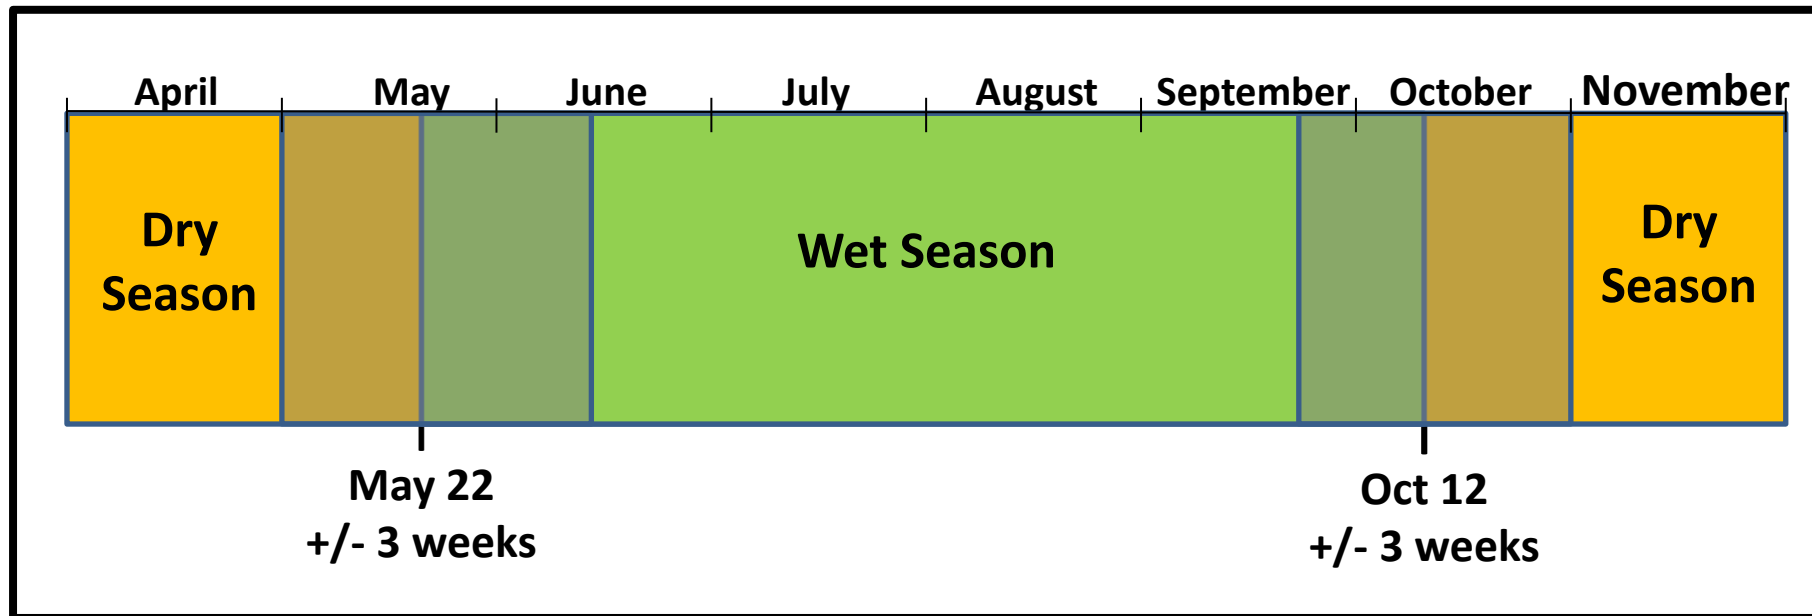 April May June July August September October November
Dry
Season
Wet Season
Dry
Season
May 22
+/- 3 weeks
Oct 12
+/- 3 weeks